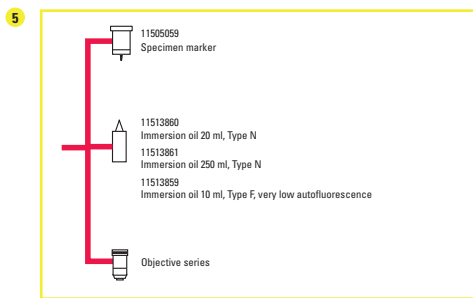 5
11505059
Specimen marker
11513860
Immersion oil 20 ml, Type N
11513861
Immersion oil 250 ml, Type N
11513859
Immersion oil 10 ml, Type F, very low autofluorescence
Objective series